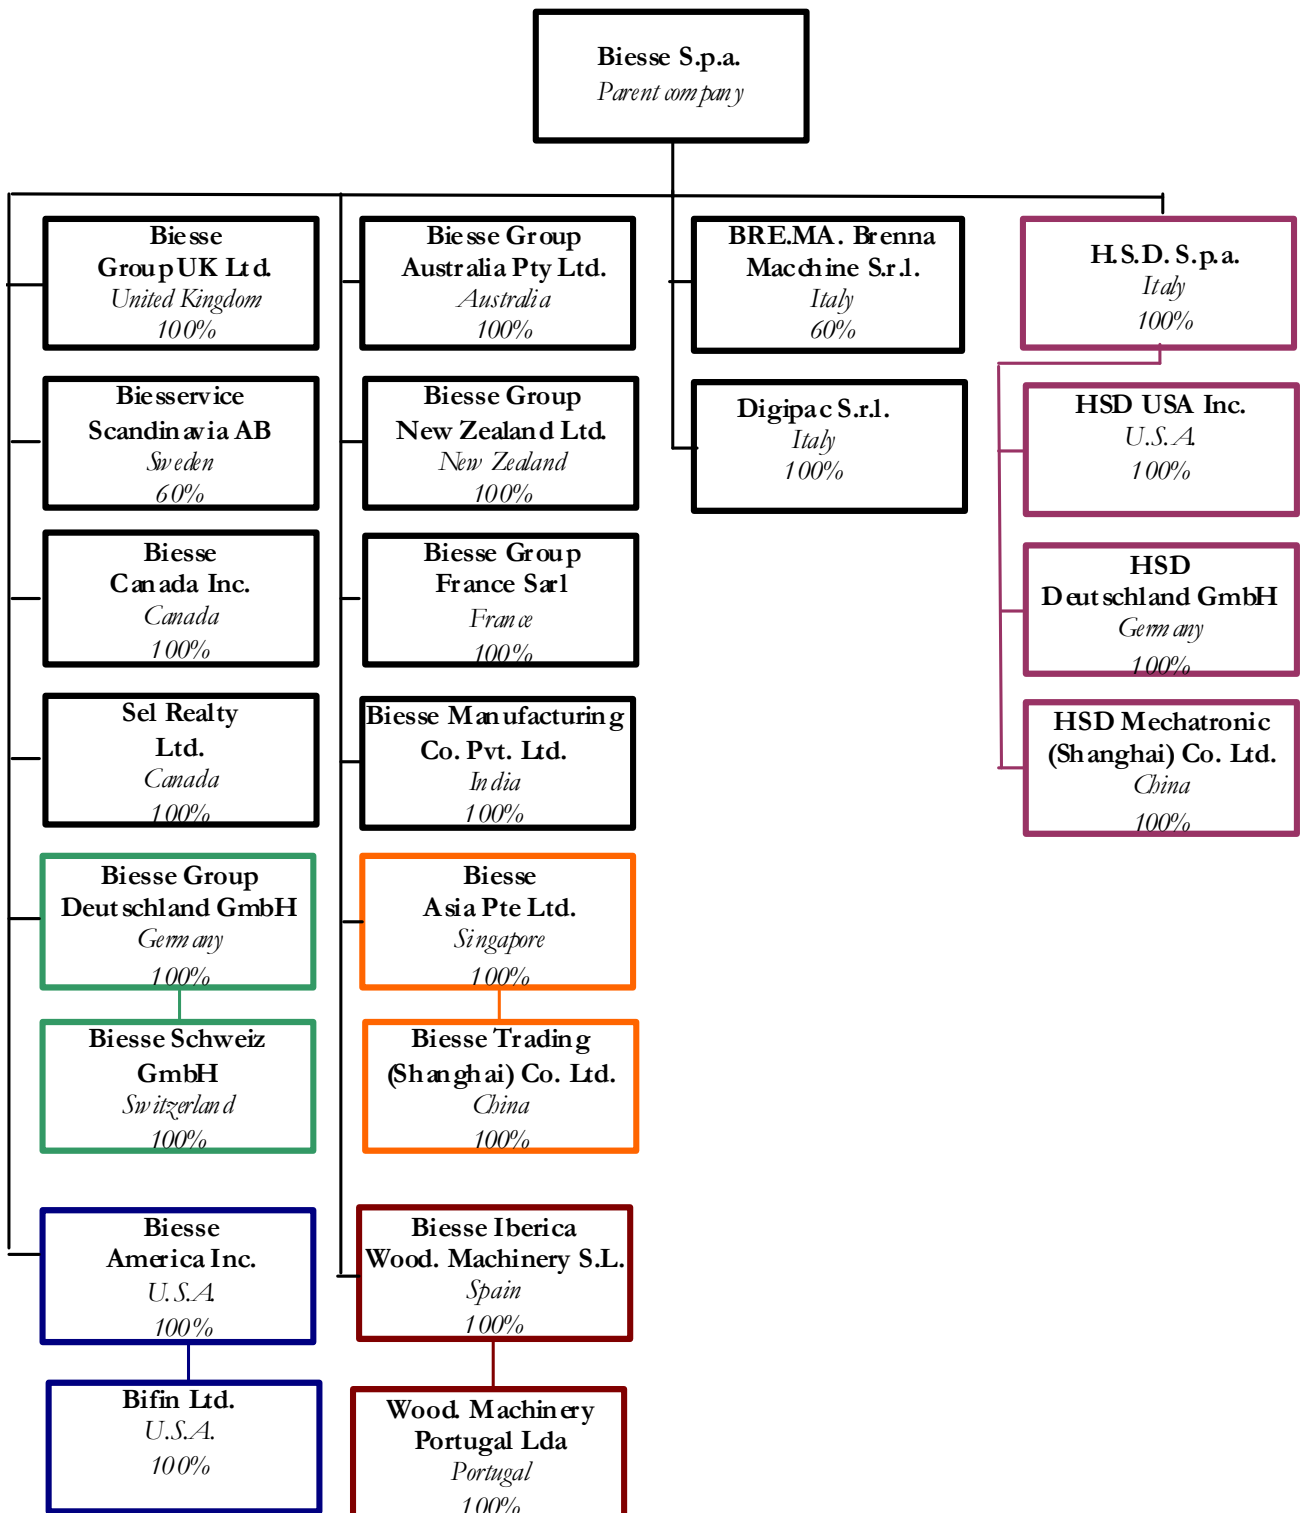 Biesse S.p.a.
Parent company
Biesse
Group UK Ltd.
United Kingdom
100%
Biesservice
Scandinavia AB
Sweden
60%
Biesse
Canada Inc.
Canada
100%
Sel Realty
Ltd.
Canada
100%
Biesse Group
Deutschland GmbH
Germany
100%
Biesse Schweiz
GmbH
Switzerland
100%
Biesse
America Inc.
U.S.A.
100%
Bifin Ltd.
U.S.A.
100%
Biesse Group
Australia Pty Ltd.
Australia
100%
Biesse Group
New Zealand Ltd.
New Zealand
100%
Biesse Group
France Sarl
France
100%
Biesse Manufacturing
Co. Pvt. Ltd.
India
100%
Biesse
Asia Pte Ltd.
Singapore
100%
Biesse Trading
(Shanghai) Co. Ltd.
China
100%
Biesse Iberica
Wood. Machinery S.L.
Spain
100%
Wood. Machinery
Portugal Lda
Portugal
100%
BRE.MA. Brenna
Macchine S.r.l.
Italy
60%
Digipac S.r.l.
Italy
100%
H.S.D. S.p.a.
Italy
100%
HSD USA Inc.
U.S.A.
100%
HSD
Deutschland GmbH
Germany
100%
HSD Mechatronic
(Shanghai) Co. Ltd.
China
100%